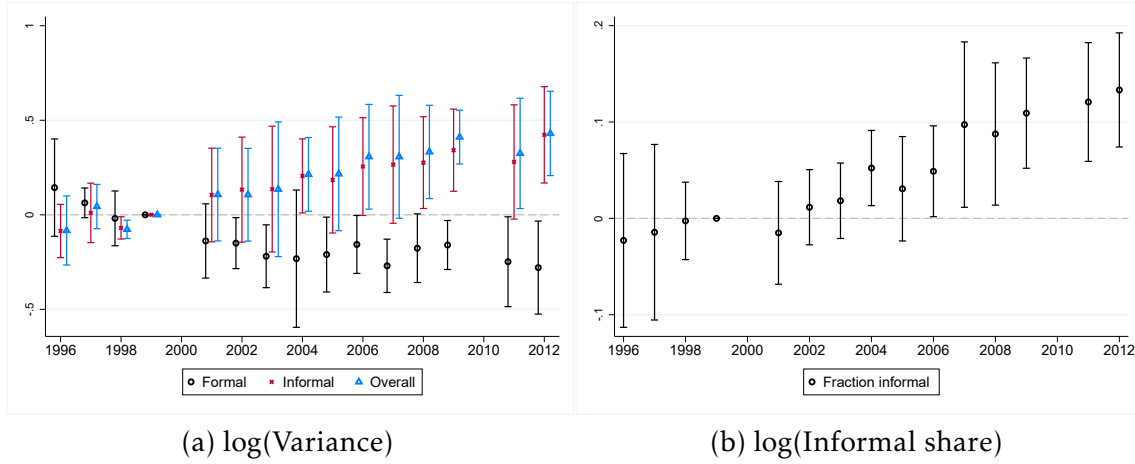 1
.5
0
-.5
1996 1998 2000 2002 2004 2006 2008 2010 2012
Formal Informal Overall
(a) log(Variance)
.2
.1
0
-.1
1996 1998 2000 2002 2004 2006 2008 2010 2012
Fraction informal
(b) log(Informal share)